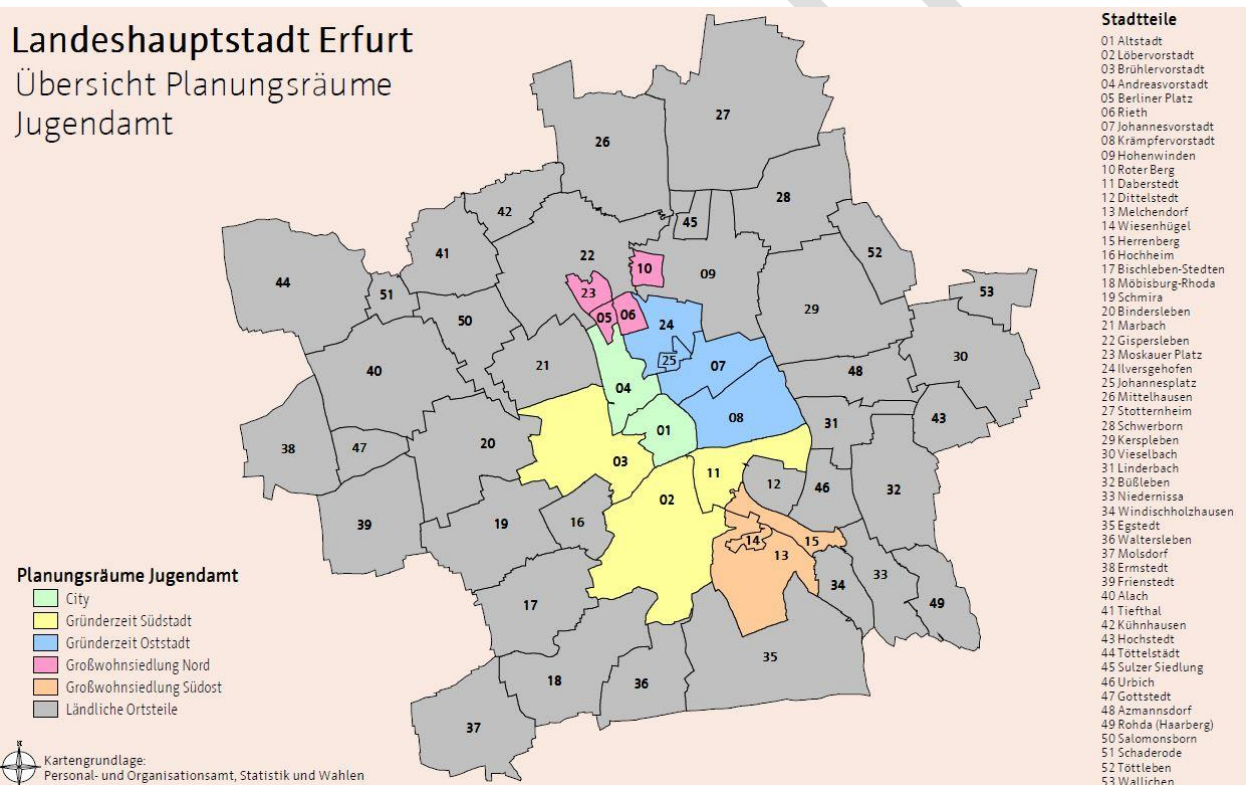 Landeshauptstadt Erfurt
Übersicht Planungsräume
Jugendamt
27
26
28
42
45
41
22
52
44
10
09
53
51
23
50
05
06
24
29
25
30
21
07
40
48
04
43
08
01
31
38
47
20
03
11
12
46
32
02
39
19
16
14
15
13
33
34
17
49
35
18
36
37
Planungsräume Jugendamt
City
Gründerzeit Südstadt
Gründerzeit Oststadt
Großwohnsiedlung Nord
Großwohnsiedlung Südost
Ländliche Ortsteile
N
Kartengrundlage:
Personal- und Organisationsamt, Statistik und Wahlen
Stadtteile
01 Altstadt
02 Löbervorstadt
03 Brühlervorstadt
04 Andreasvorstadt
05 Berliner Platz
06 Rieth
07 Johannesvorstadt
08 Krämpfervorstadt
09 Hohenwinden
10 Roter Berg
11 Daberstedt
12 Dittelstedt
13 Melchendorf
14 Wiesenhügel
15 Herrenberg
16 Hochheim
17 Bischleben-Stedten
18 Möbisburg-Rhoda
19 Schmira
20 Bindersleben
21 Marbach
22 Gispersleben
23 Moskauer Platz
24 Ilversgehofen
25 Johannesplatz
26 Mittelhausen
27 Stotternheim
28 Schwerborn
29 Kerspleben
30 Vieselbach
31 Linderbach
32 Büßleben
33 Niedernissa
34 Windischholzhausen
35 Egstedt
36 Waltersleben
37 Molsdorf
38 Ermstedt
39 Frienstedt
40 Alach
41 Tiefthal
42 Kühnhausen
43 Hochstedt
44 Töttelstädt
45 Sulzer Siedlung
46 Urbich
47 Gottstedt
48 Azmannsdorf
49 Rohda (Haarberg)
50 Salomonsborn
51 Schaderode
52 Töttleben
53 Wallichen